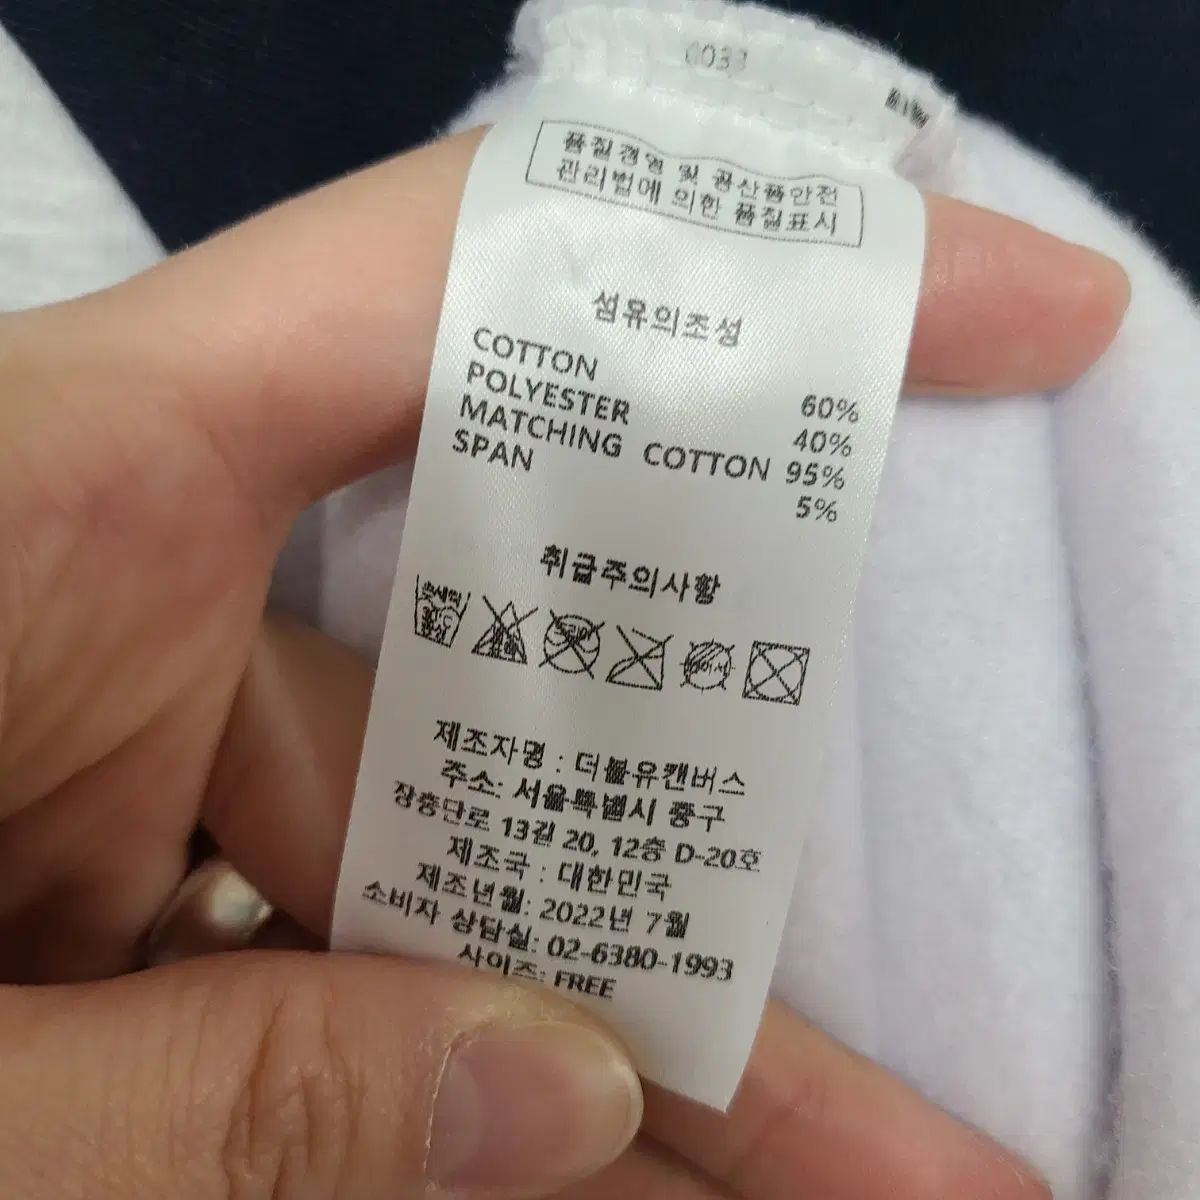 0033
품질경영 및 공산품안전
관리법에 의한 품질표시
섬유의조성
COTTON 60%
POLYESTER 40%
MATCHING COTTON 95%
SPAN 5%
취급주의사항
제조자명 : 더블유캔버스
주소: 서울특별시 중구
장충단로 13길 20, 12층 D-20호
제조국 : 대한민국
제조년월: 2022년 7월
소비자 상담실: 02-6380-1993
사이즈: FREE